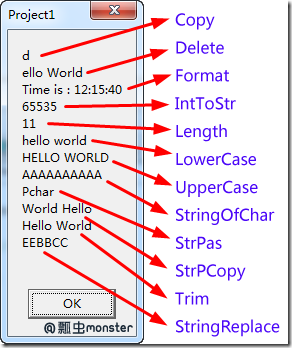 Project1
d
Copy
ello World
Delete
Time is : 12:15:40
Format
65535
IntToStr
11
Length
hello world
LowerCase
HELLO WORLD
UpperCase
AAAAAAAAAA
StringOfChar
Pchar
StrPas
World Hello
StrPCopy
Hello World
Trim
EEBBCC
StringReplace
OK
@瓢虫monster